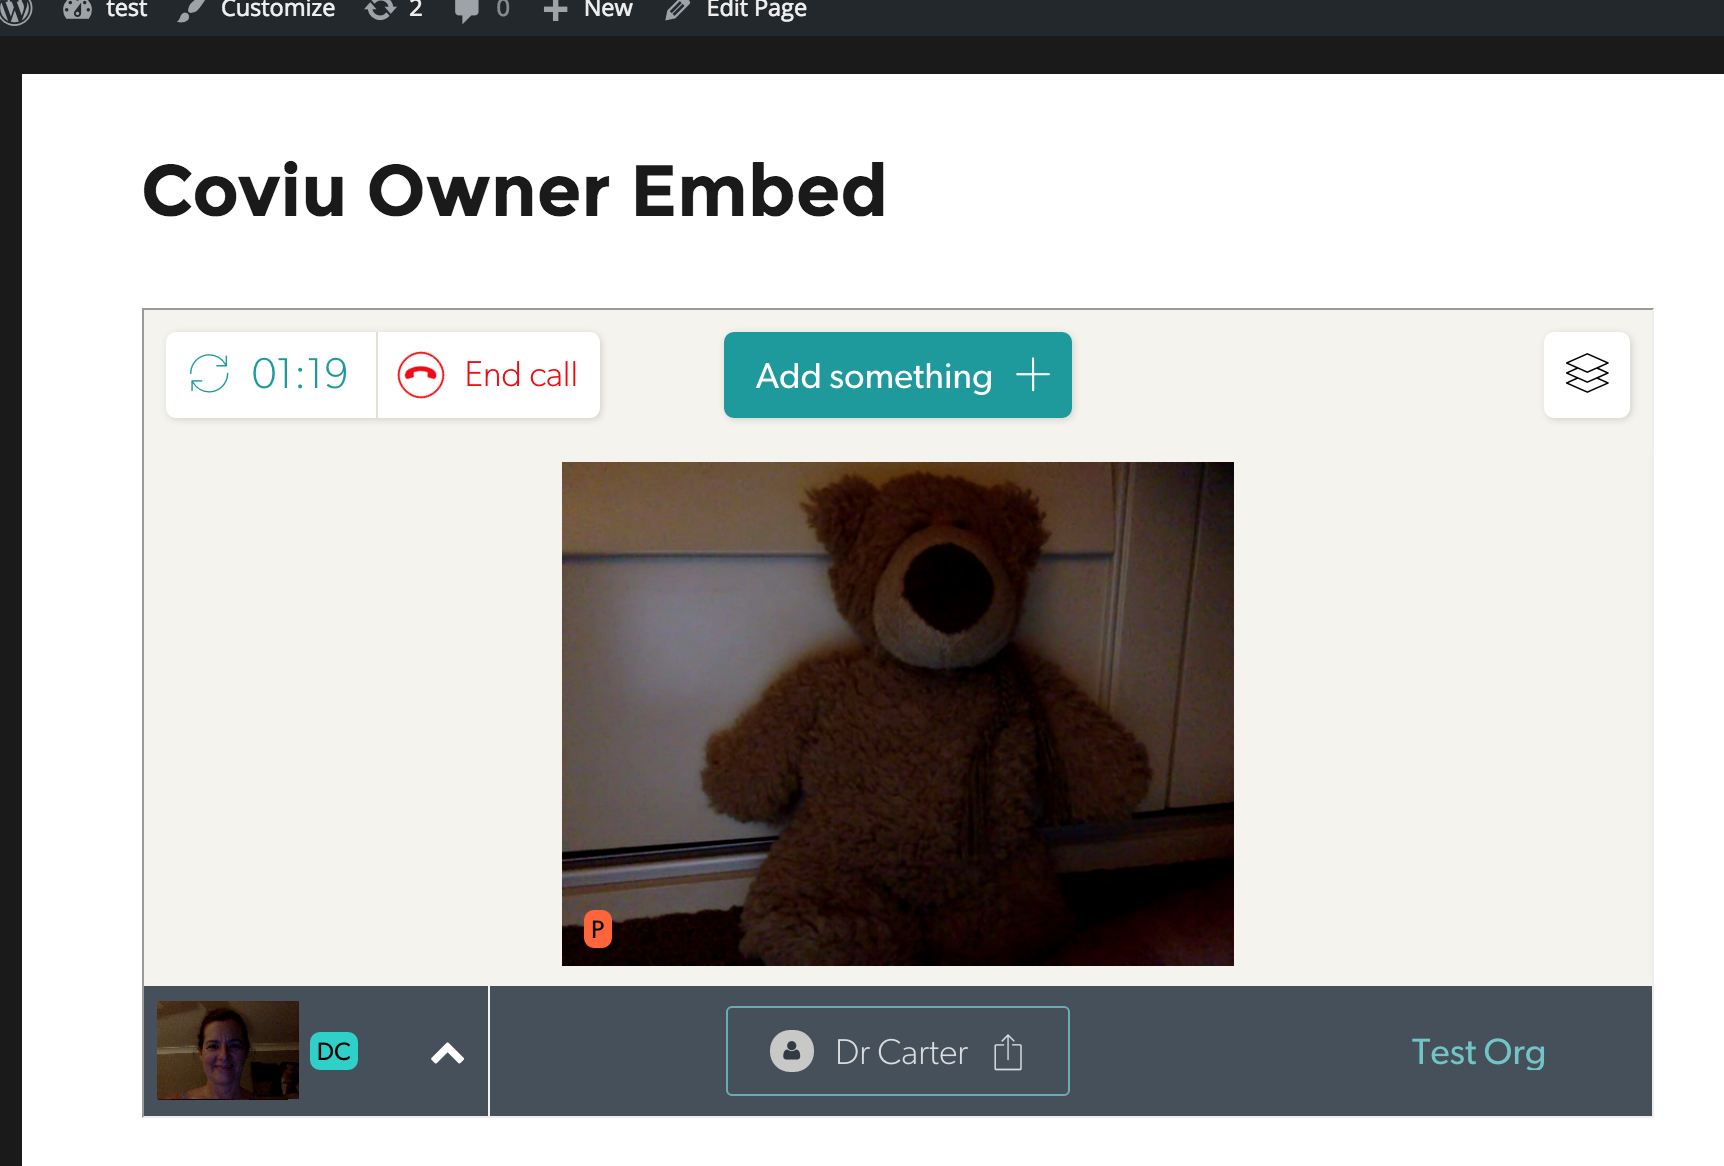 test Customize 2 0 New Edit Page
Coviu Owner Embed
01:19 End call Add something
P
DC Dr Carter Test Org